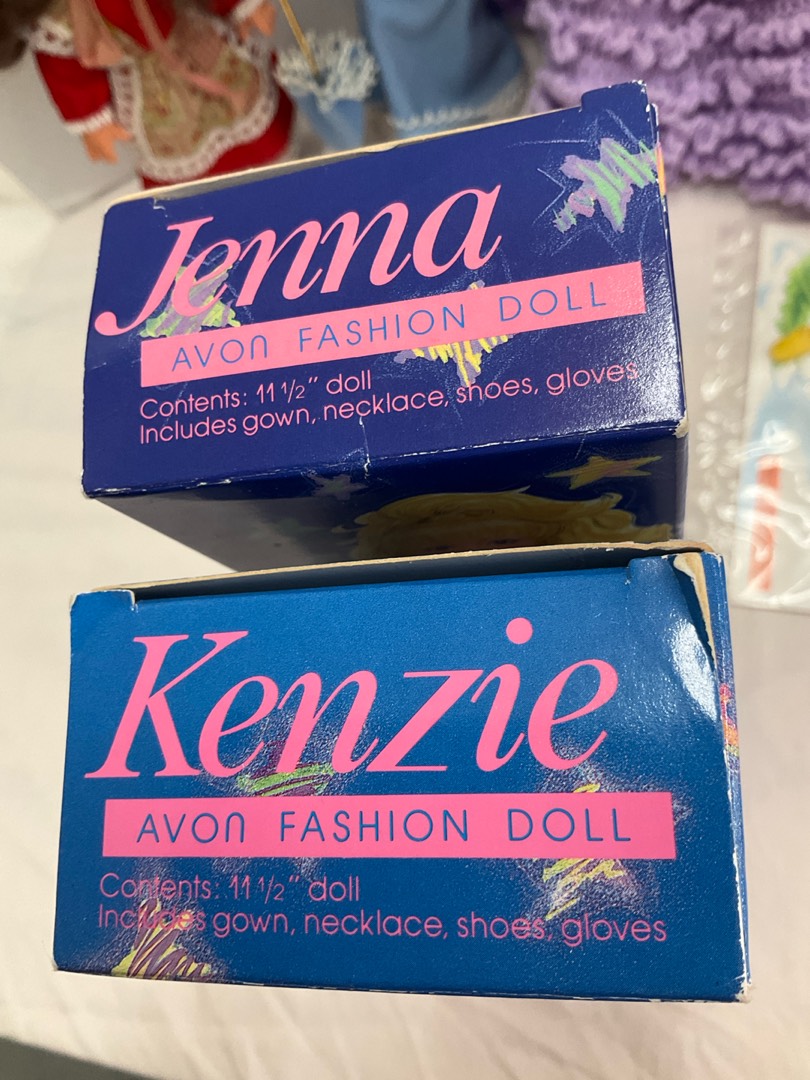 Jenna
AVON FASHION DOLL
Contents: 11 1/2" doll
Includes gown, necklace, shoes, gloves
Kenzie
AVON FASHION DOLL
Contents: 11 1/2" doll
Includes gown, necklace, shoes, gloves